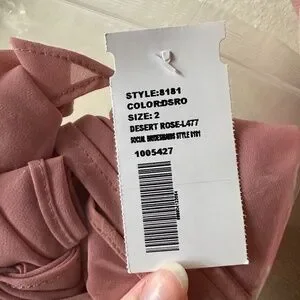 STYLE:8181
COLOR:DSRO
SIZE: 2
DESERT ROSE-L477
SOCIAL BRIDESMAIDS STYLE 8181
1005427